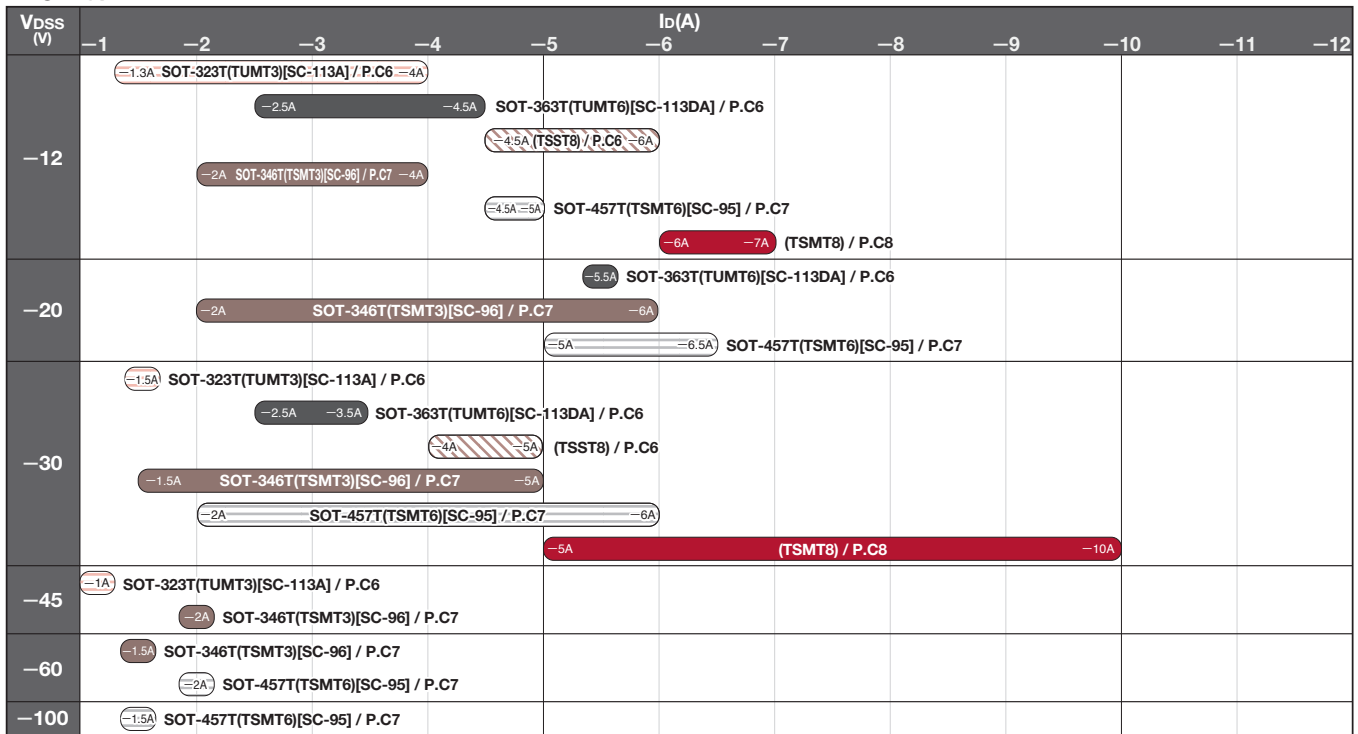 VDSS (V)
ID(A)
−1 −2 −3 −4 −5 −6 −7 −8 −9 −10 −11 −12
−12
−1.3A SOT-323T(TUMT3)[SC-113A] / P.C6 −4A
−2.5A −4.5A SOT-363T(TUMT6)[SC-113DA] / P.C6
−4.5A (TSST8) / P.C6 −6A
−2A SOT-346T(TSMT3)[SC-96] / P.C7 −4A
−4.5A −5A SOT-457T(TSMT6)[SC-95] / P.C7
−6A −7A (TSMT8) / P.C8
−20
−5.5A SOT-363T(TUMT6)[SC-113DA] / P.C6
−2A SOT-346T(TSMT3)[SC-96] / P.C7 −6A
−5A −6.5A SOT-457T(TSMT6)[SC-95] / P.C7
−30
−1.5A SOT-323T(TUMT3)[SC-113A] / P.C6
−2.5A −3.5A SOT-363T(TUMT6)[SC-113DA] / P.C6
−4A −5A (TSST8) / P.C6
−1.5A SOT-346T(TSMT3)[SC-96] / P.C7 −5A
−2A SOT-457T(TSMT6)[SC-95] / P.C7 −6A
−5A (TSMT8) / P.C8 −10A
−45
−1A SOT-323T(TUMT3)[SC-113A] / P.C6
−2A SOT-346T(TSMT3)[SC-96] / P.C7
−60
−1.5A SOT-346T(TSMT3)[SC-96] / P.C7
−2A SOT-457T(TSMT6)[SC-95] / P.C7
−100
−1.5A SOT-457T(TSMT6)[SC-95] / P.C7